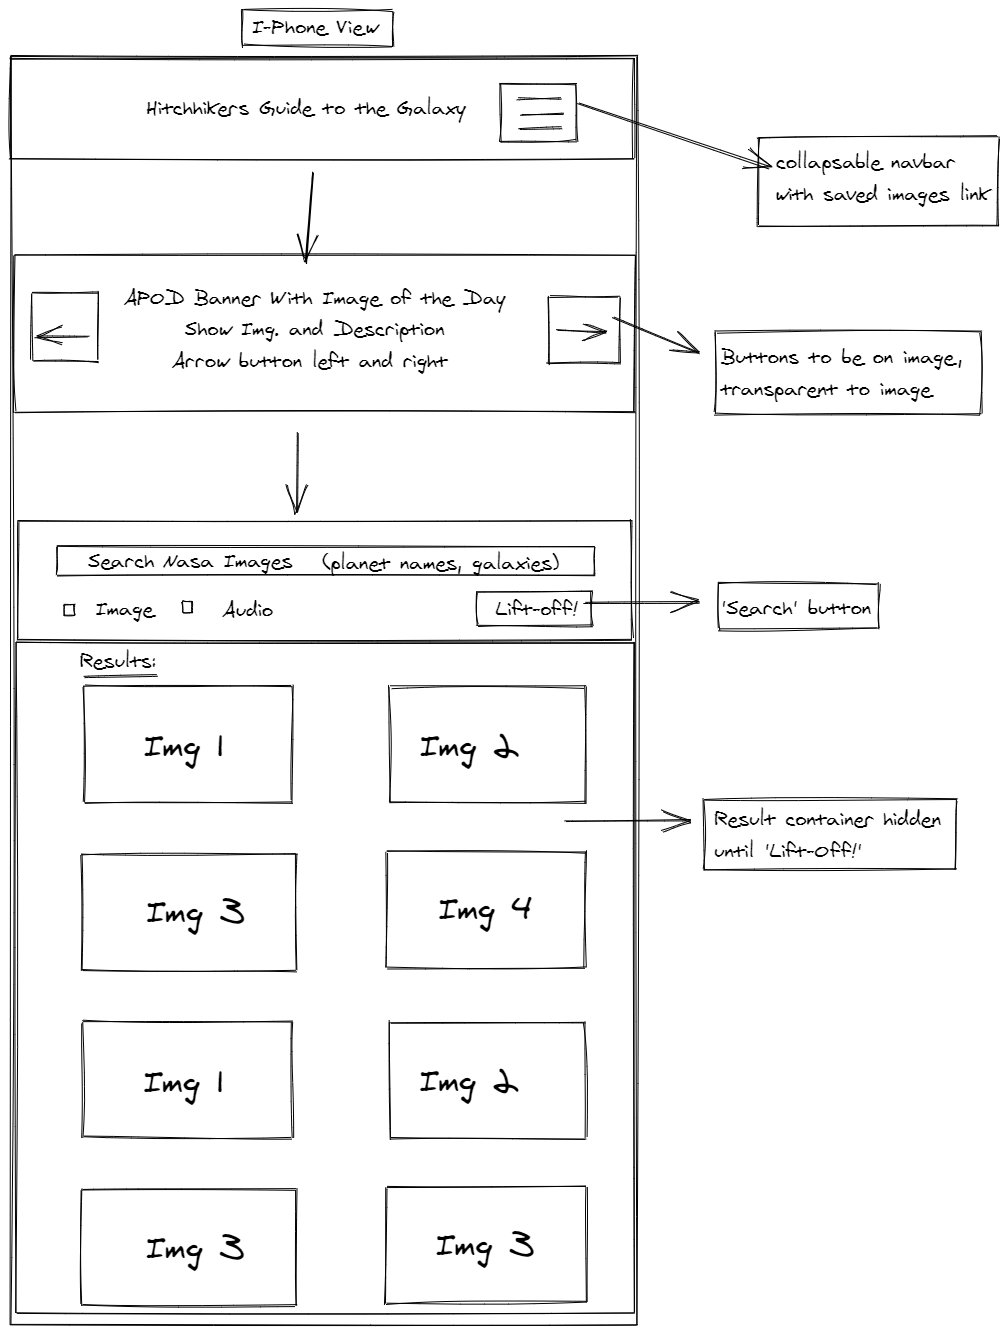 I-Phone View
Hitchhikers Guide to the Galaxy
collapsable navbar
with saved images link
APOD Banner With Image of the Day
Show Img. and Description
Arrow button left and right
Buttons to be on image,
transparent to image
Search Nasa Images (planet names, galaxies)
Image Audio Lift-off!
'Search' button
Results:
Img 1 Img 2
Result container hidden
until 'Lift-Off!'
Img 3 Img 4
Img 1 Img 2
Img 3 Img 3